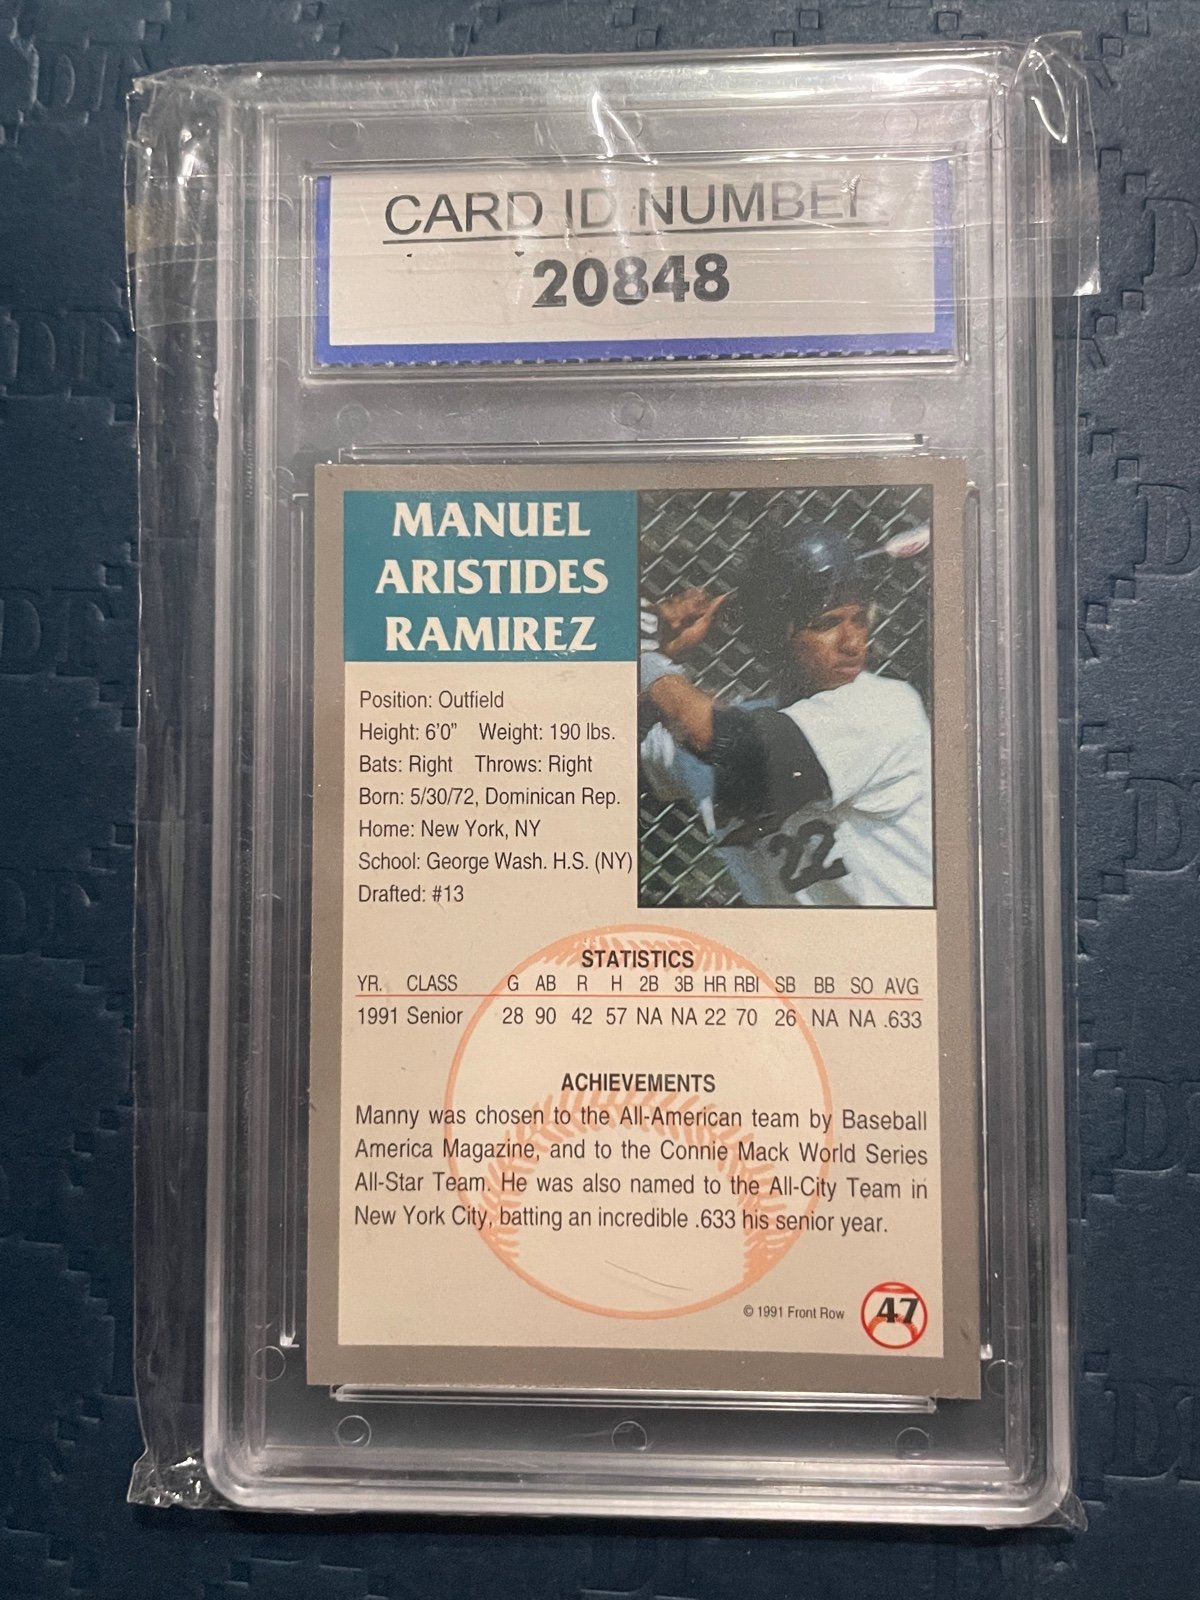 CARD ID NUMBER
20848
MANUEL
ARISTIDES
RAMIREZ
Position: Outfield
Height: 6'0" Weight: 190 lbs.
Bats: Right Throws: Right
Born: 5/30/72, Dominican Rep.
Home: New York, NY
School: George Wash. H.S. (NY)
Drafted: #13
22
STATISTICS
YR. CLASS G AB R H 2B 3B HR RBI SB BB SO AVG
1991 Senior 28 90 42 57 NA NA 22 70 26 NA NA .633
ACHIEVEMENTS
Manny was chosen to the All-American team by Baseball
America Magazine, and to the Connie Mack World Series
All-Star Team. He was also named to the All-City Team in
New York City, batting an incredible .633 his senior year.
© 1991 Front Row
47